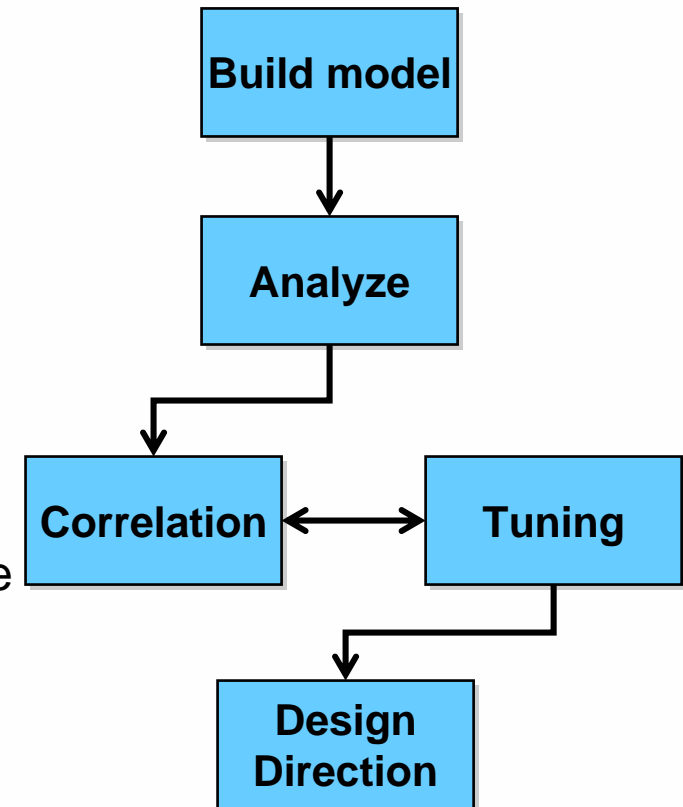 Build model
Analyze
Correlation
Tuning
e
Design
Direction